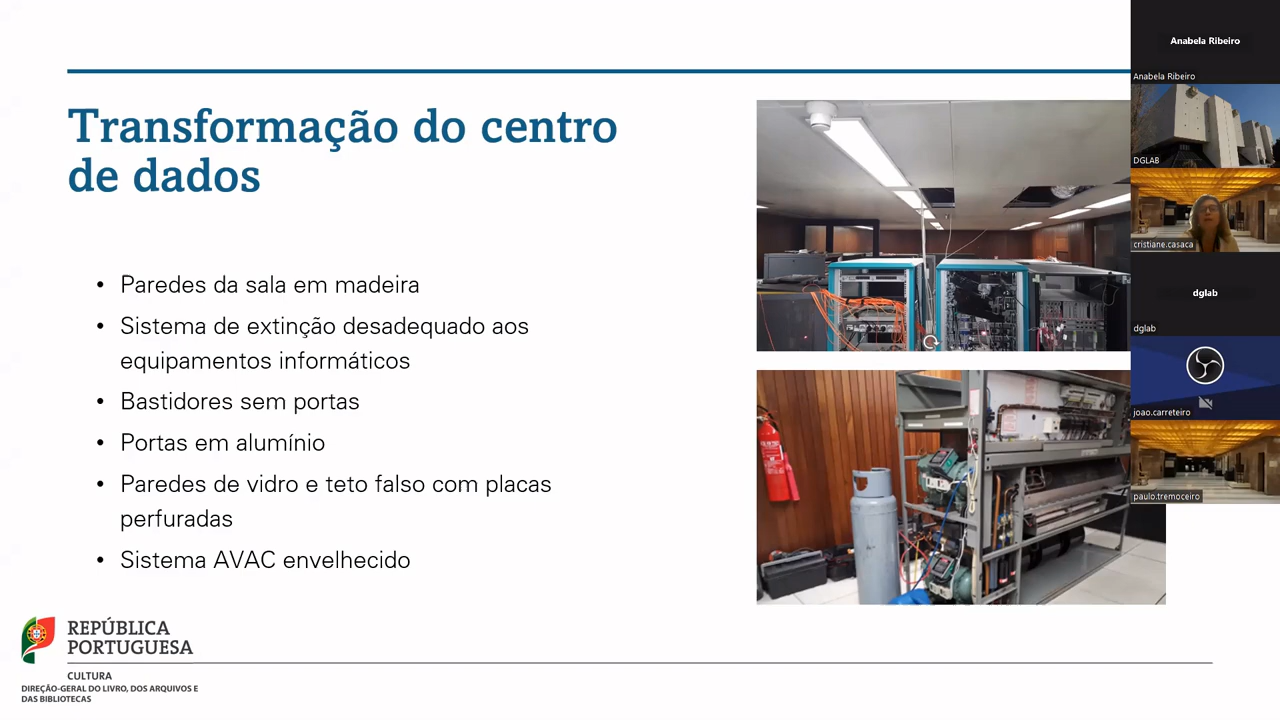 Transformação do centro
de dados
• Paredes da sala em madeira
• Sistema de extinção desadequado aos
equipamentos informáticos
• Bastidores sem portas
• Portas em alumínio
• Paredes de vidro e teto falso com placas
perfuradas
• Sistema AVAC envelhecido
REPÚBLICA
PORTUGUESA
CULTURA
DIREÇÃO-GERAL DO LIVRO, DOS ARQUIVOS E
DAS BIBLIOTECAS
Anabela Ribeiro
Anabela Ribeiro
DGLAB
cristiane.casaca
dglab
dglab
joao.carreteiro
paulo.tremoceiro